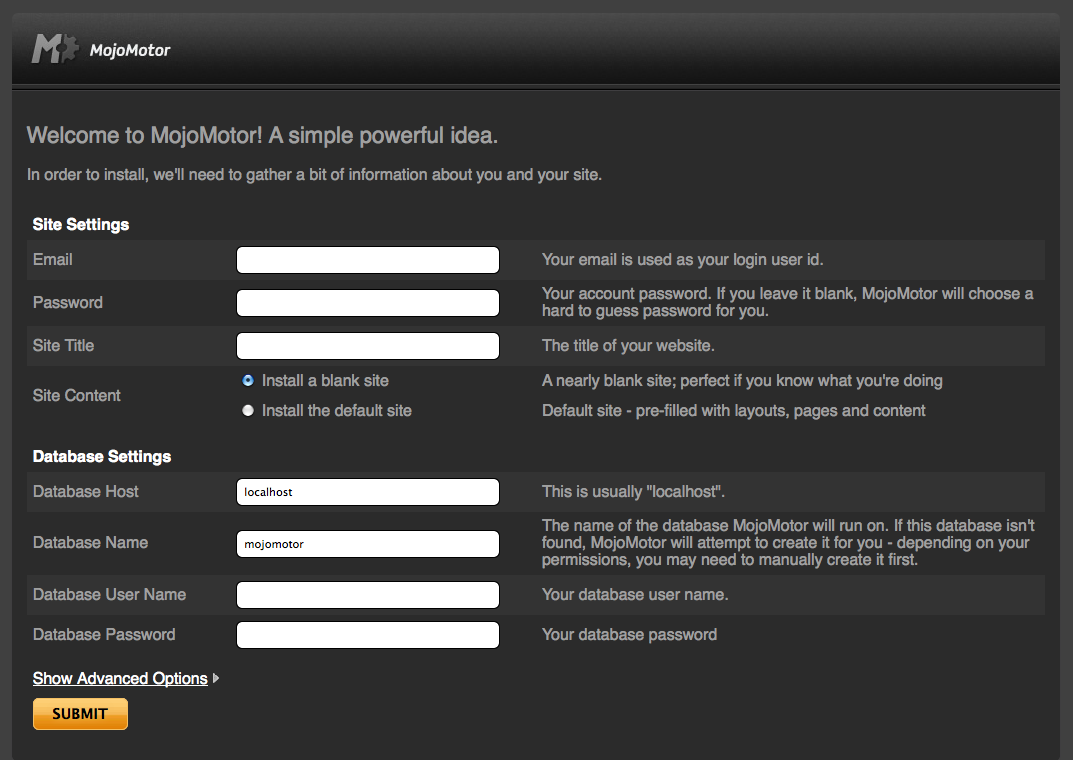 MojoMotor
Welcome to MojoMotor! A simple powerful idea.
In order to install, we'll need to gather a bit of information about you and your site.
Site Settings
Email
Your email is used as your login user id.
Password
Your account password. If you leave it blank, MojoMotor will choose a
hard to guess password for you.
Site Title
The title of your website.
Site Content
Install a blank site
A nearly blank site; perfect if you know what you're doing
Install the default site
Default site - pre-filled with layouts, pages and content
Database Settings
Database Host
localhost
This is usually "localhost".
Database Name
mojomotor
The name of the database MojoMotor will run on. If this database isn't
found, MojoMotor will attempt to create it for you - depending on your
permissions, you may need to manually create it first.
Database User Name
Your database user name.
Database Password
Your database password
Show Advanced Options
SUBMIT